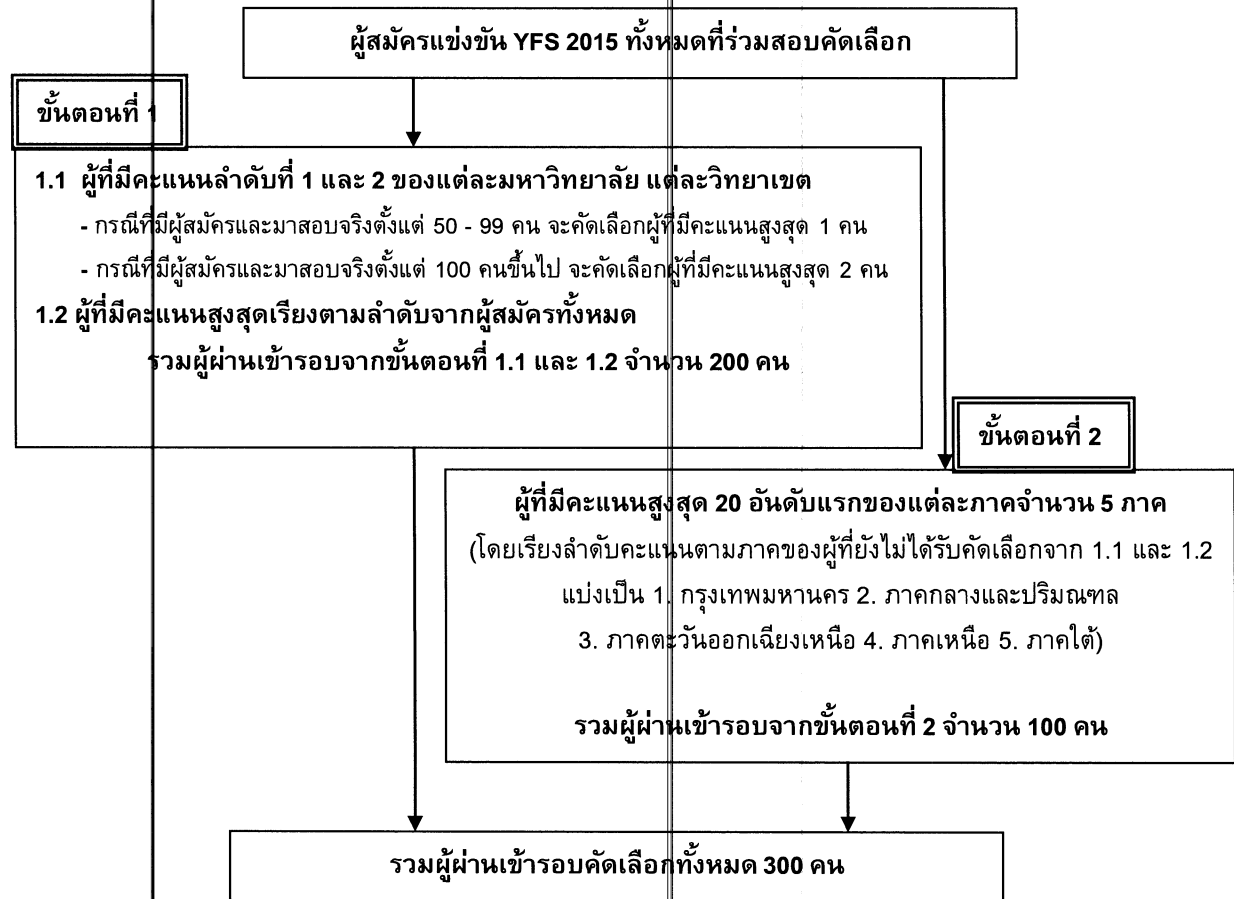 ผู้สมัครแข่งขัน YFS 2015 ทั้งหมดที่ร่วมสอบคัดเลือก
ขั้นตอนที่ 1
1.1 ผู้ที่มีคะแนนลำดับที่ 1 และ 2 ของแต่ละมหาวิทยาลัย แต่ละวิทยาเขต
- กรณีที่มีผู้สมัครและมาสอบจริงตั้งแต่ 50 - 99 คน จะคัดเลือกผู้ที่มีคะแนนสูงสุด 1 คน
- กรณีที่มีผู้สมัครและมาสอบจริงตั้งแต่ 100 คนขึ้นไป จะคัดเลือกผู้ที่มีคะแนนสูงสุด 2 คน
1.2 ผู้ที่มีคะแนนสูงสุดเรียงตามลำดับจากผู้สมัครทั้งหมด
รวมผู้ผ่านเข้ารอบจากขั้นตอนที่ 1.1 และ 1.2 จำนวน 200 คน
ขั้นตอนที่ 2
ผู้ที่มีคะแนนสูงสุด 20 อันดับแรกของแต่ละภาคจำนวน 5 ภาค
(โดยเรียงลำดับคะแนนตามภาคของผู้ที่ยังไม่ได้รับคัดเลือกจาก 1.1 และ 1.2
แบ่งเป็น 1. กรุงเทพมหานคร 2. ภาคกลางและปริมณฑล
3. ภาคตะวันออกเฉียงเหนือ 4. ภาคเหนือ 5. ภาคใต้)
รวมผู้ผ่านเข้ารอบจากขั้นตอนที่ 2 จำนวน 100 คน
รวมผู้ผ่านเข้ารอบคัดเลือกทั้งหมด 300 คน